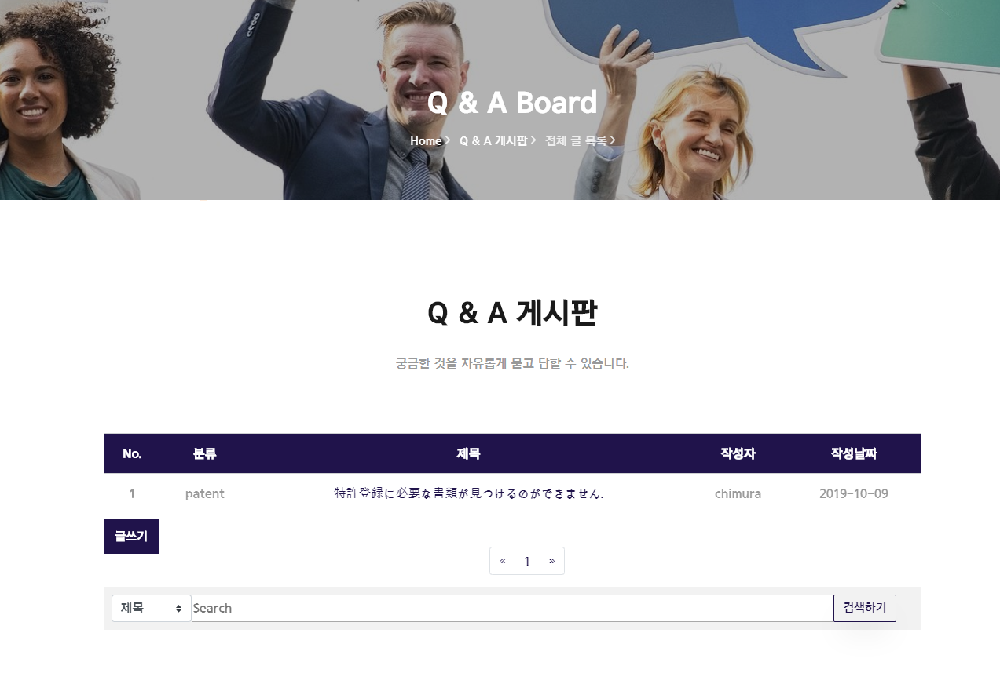 Q & A Board
Home > Q & A 게시판 > 전체 글 목록 >
Q & A 게시판
궁금한 것을 자유롭게 묻고 답할 수 있습니다.
No. 분류 제목 작성자 작성날짜
1 patent 特許登録に必要な書類が見つけるのができません. chimura 2019-10-09
글쓰기
« 1 »
제목 Search 검색하기